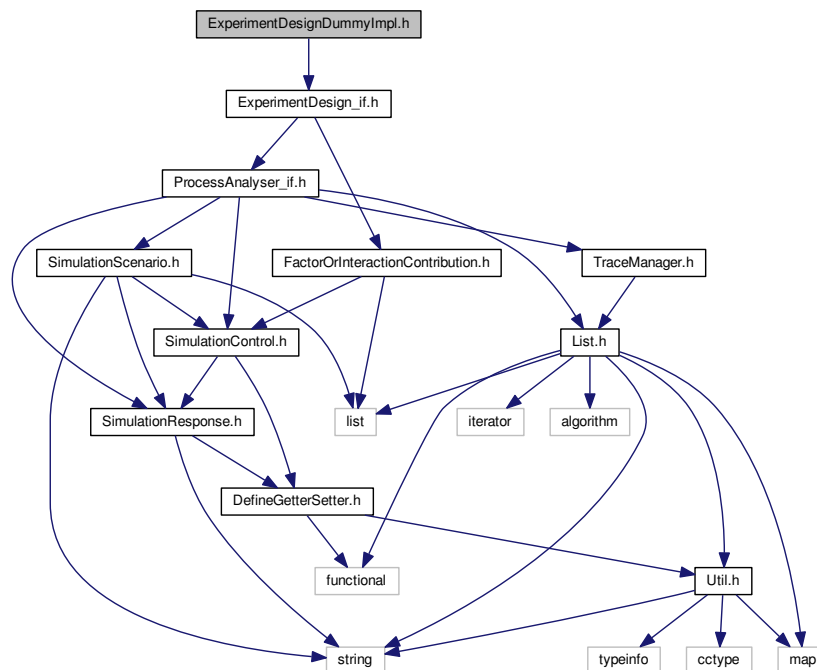 ExperimentDesignDummyImpl.h
ExperimentDesign_if.h
ProcessAnalyser_if.h
SimulationScenario.h
FactorOrInteractionContribution.h
TraceManager.h
SimulationControl.h
List.h
SimulationResponse.h
list
iterator
algorithm
DefineGetterSetter.h
functional
Util.h
string
typeinfo
cctype
map